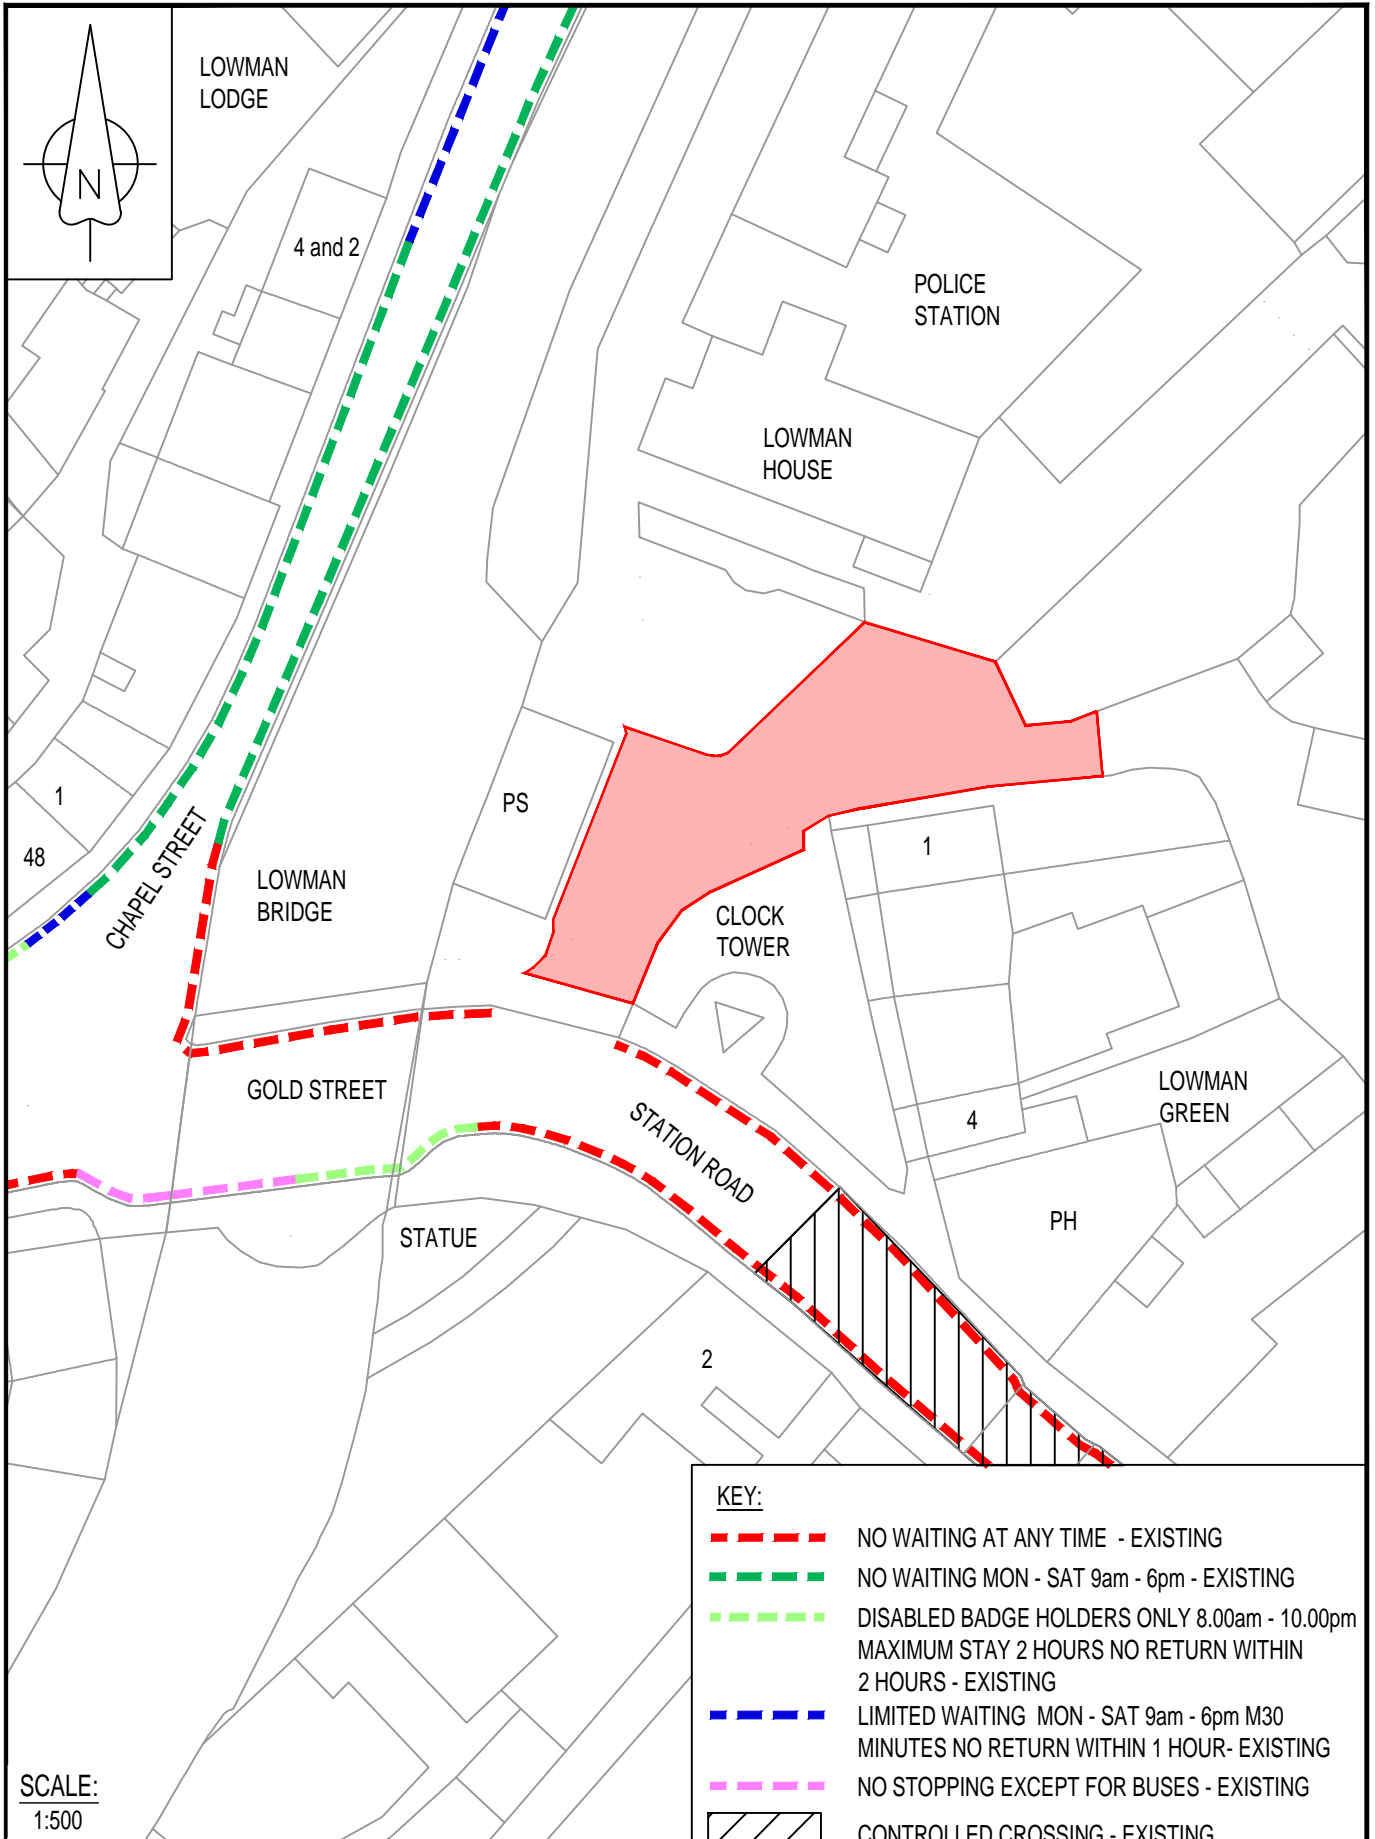 LOWMAN
LODGE
N
4 and 2
POLICE
STATION
LOWMAN
HOUSE
1
48
CHAPEL STREET
PS
LOWMAN
BRIDGE
1
CLOCK
TOWER
GOLD STREET
STATION ROAD
4
LOWMAN
GREEN
STATUE
PH
2
KEY:
NO WAITING AT ANY TIME - EXISTING
NO WAITING MON - SAT 9am - 6pm - EXISTING
DISABLED BADGE HOLDERS ONLY 8.00am - 10.00pm
MAXIMUM STAY 2 HOURS NO RETURN WITHIN
2 HOURS - EXISTING
LIMITED WAITING MON - SAT 9am - 6pm M30
MINUTES NO RETURN WITHIN 1 HOUR- EXISTING
NO STOPPING EXCEPT FOR BUSES - EXISTING
CONTROLLED CROSSING - EXISTING
SCALE:
1:500